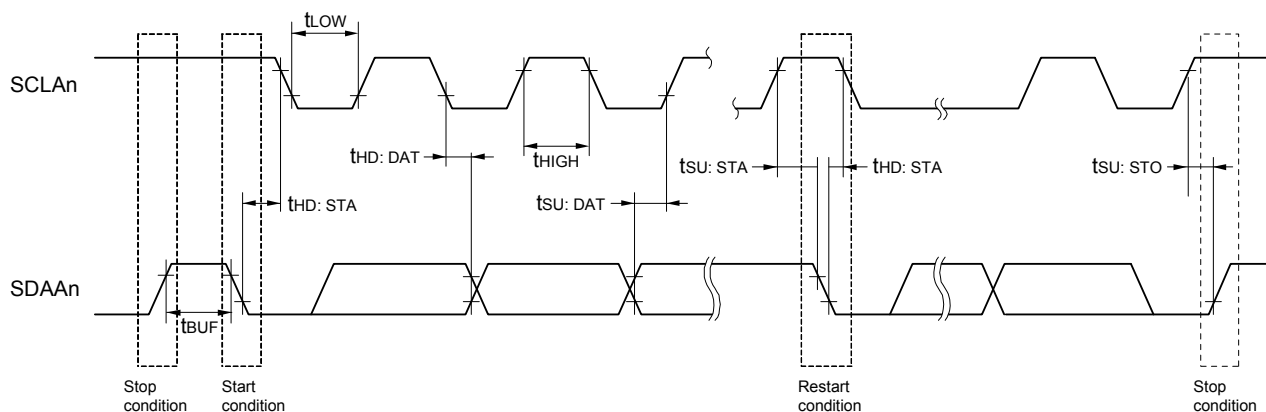 tLOW
SCLAn
tHD: DAT
tHIGH
tSU: STA
tHD: STA
tSU: STO
tHD: STA
tSU: DAT
SDAAn
tBUF
Stop
condition
Start
condition
Restart
condition
Stop
condition